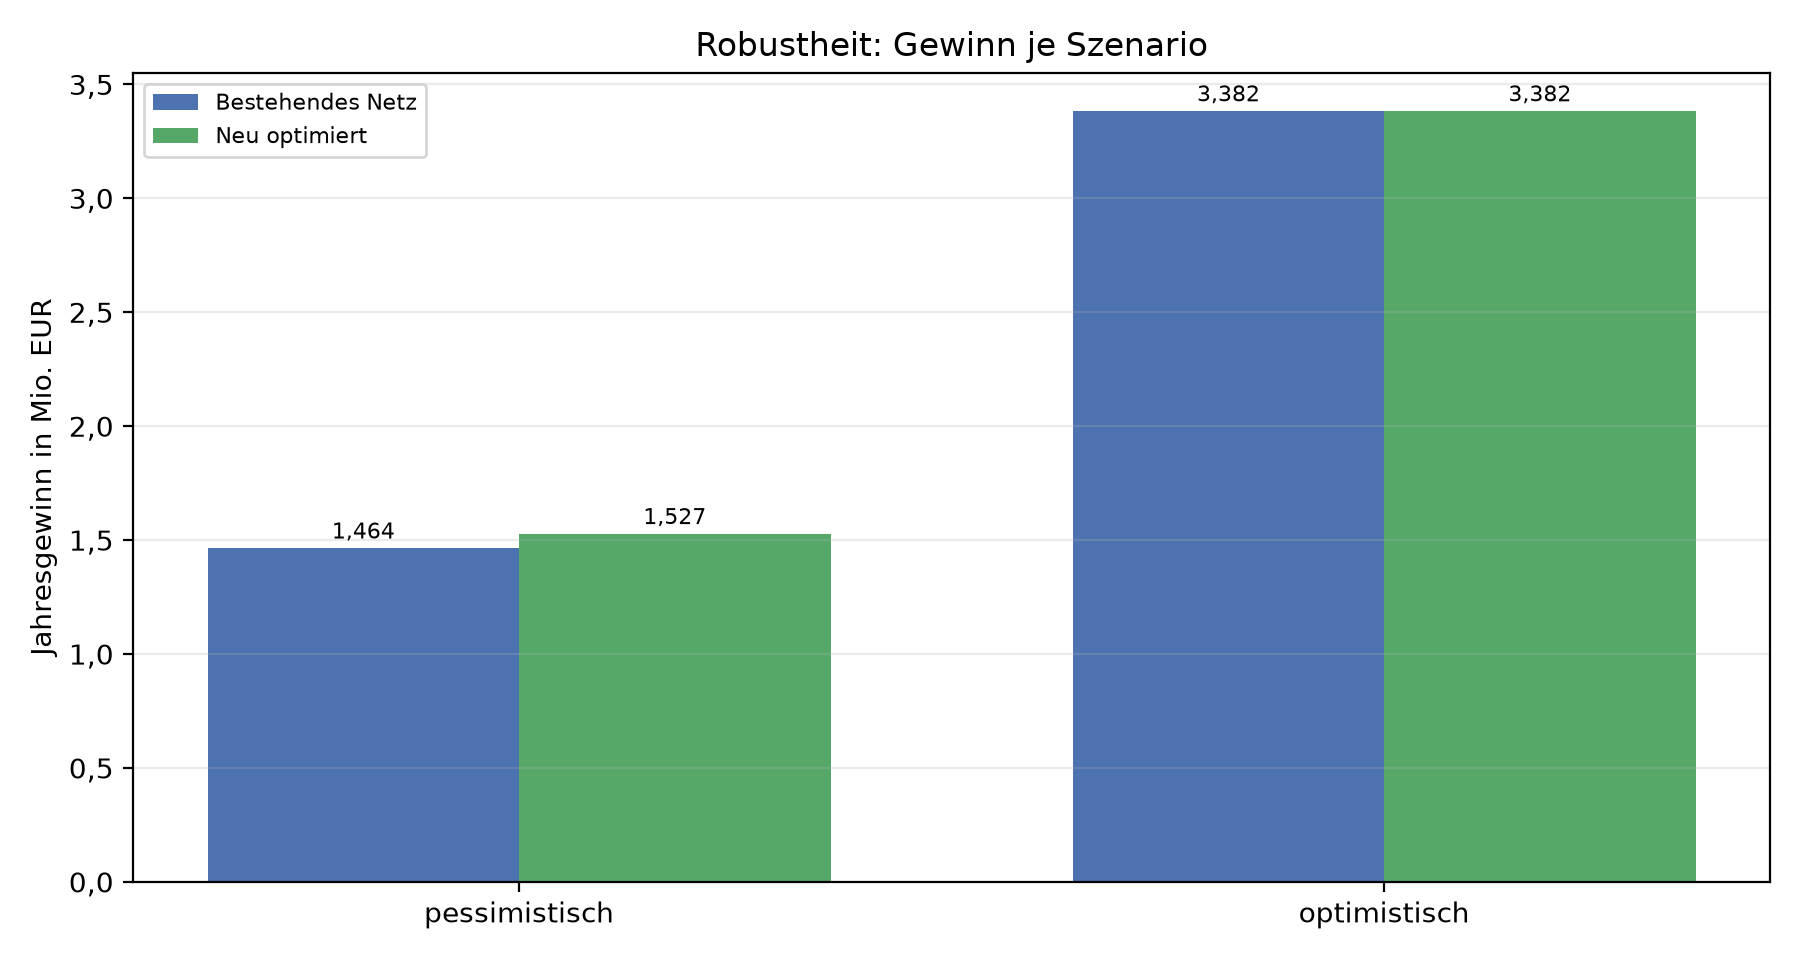 Robustheit: Gewinn je Szenario
Bestehendes Netz
Neu optimiert
Jahresgewinn in Mio. EUR
3,5
3,0
2,5
2,0
1,5
1,0
0,5
0,0
1,464
1,527
3,382
3,382
pessimistisch
optimistisch